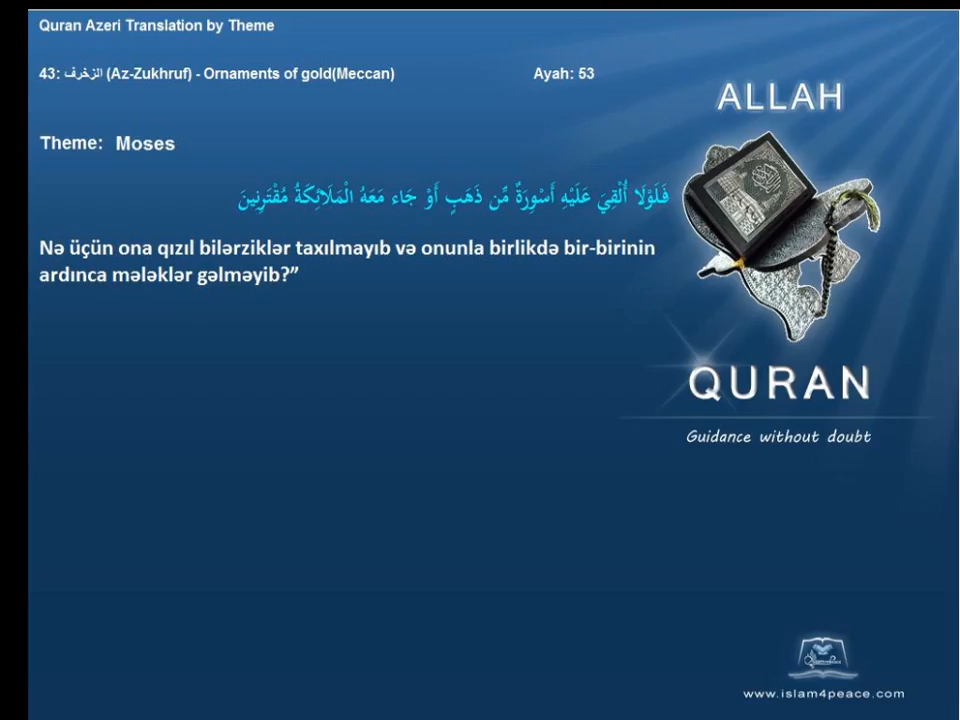 Quran Azeri Translation by Theme
43: الزخرف (Az-Zukhruf) - Ornaments of gold(Meccan) Ayah: 53
ALLAH
Theme: Moses
فَلَوْلَا أُلْقِيَ عَلَيْهِ أَسْوِرَةٌ مِّن ذَهَبٍ أَوْ جَاء مَعَهُ الْمَلَائِكَةُ مُقْتَرِنِينَ
Nə üçün ona qızıl bilərziklər taxılmayıb və onunla birlikdə bir-birinin
ardınca mələklər gəlməyib?”
QURAN
Guidance without doubt
www.islam4peace.com